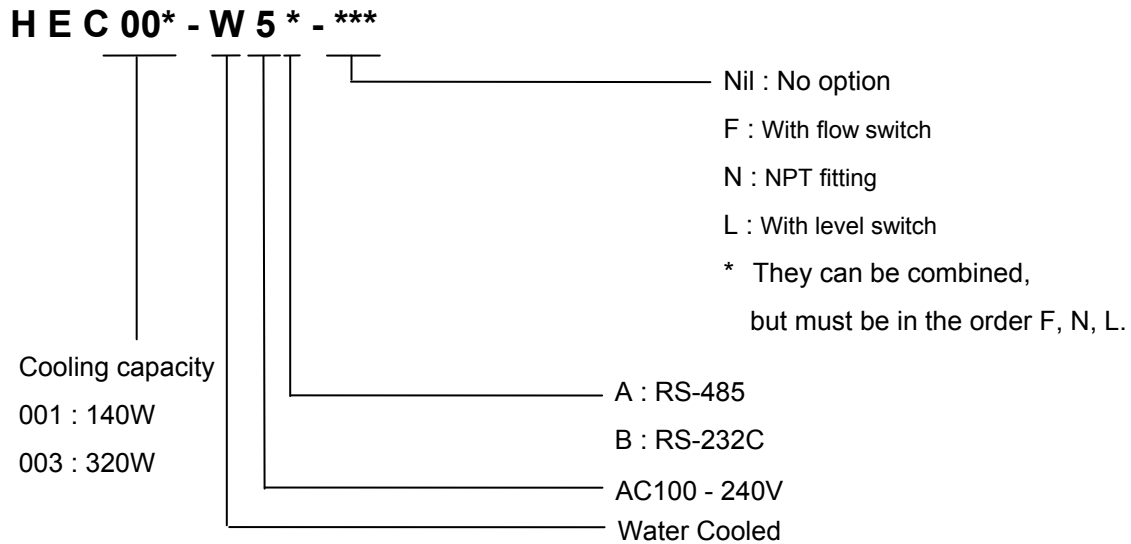 H E C 00* - W 5 * - ***
Nil : No option
F : With flow switch
N : NPT fitting
L : With level switch
* They can be combined,
but must be in the order F, N, L.
Cooling capacity
001 : 140W
003 : 320W
A : RS-485
B : RS-232C
AC100 - 240V
Water Cooled